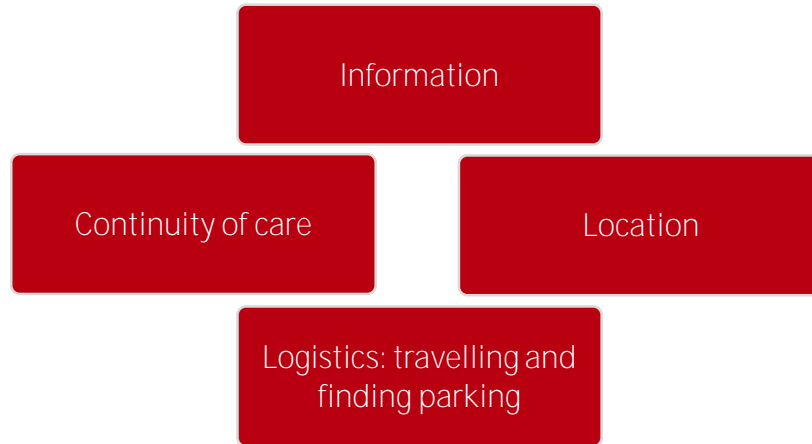 Information
Continuity of care
Location
Logistics: travelling and
finding parking